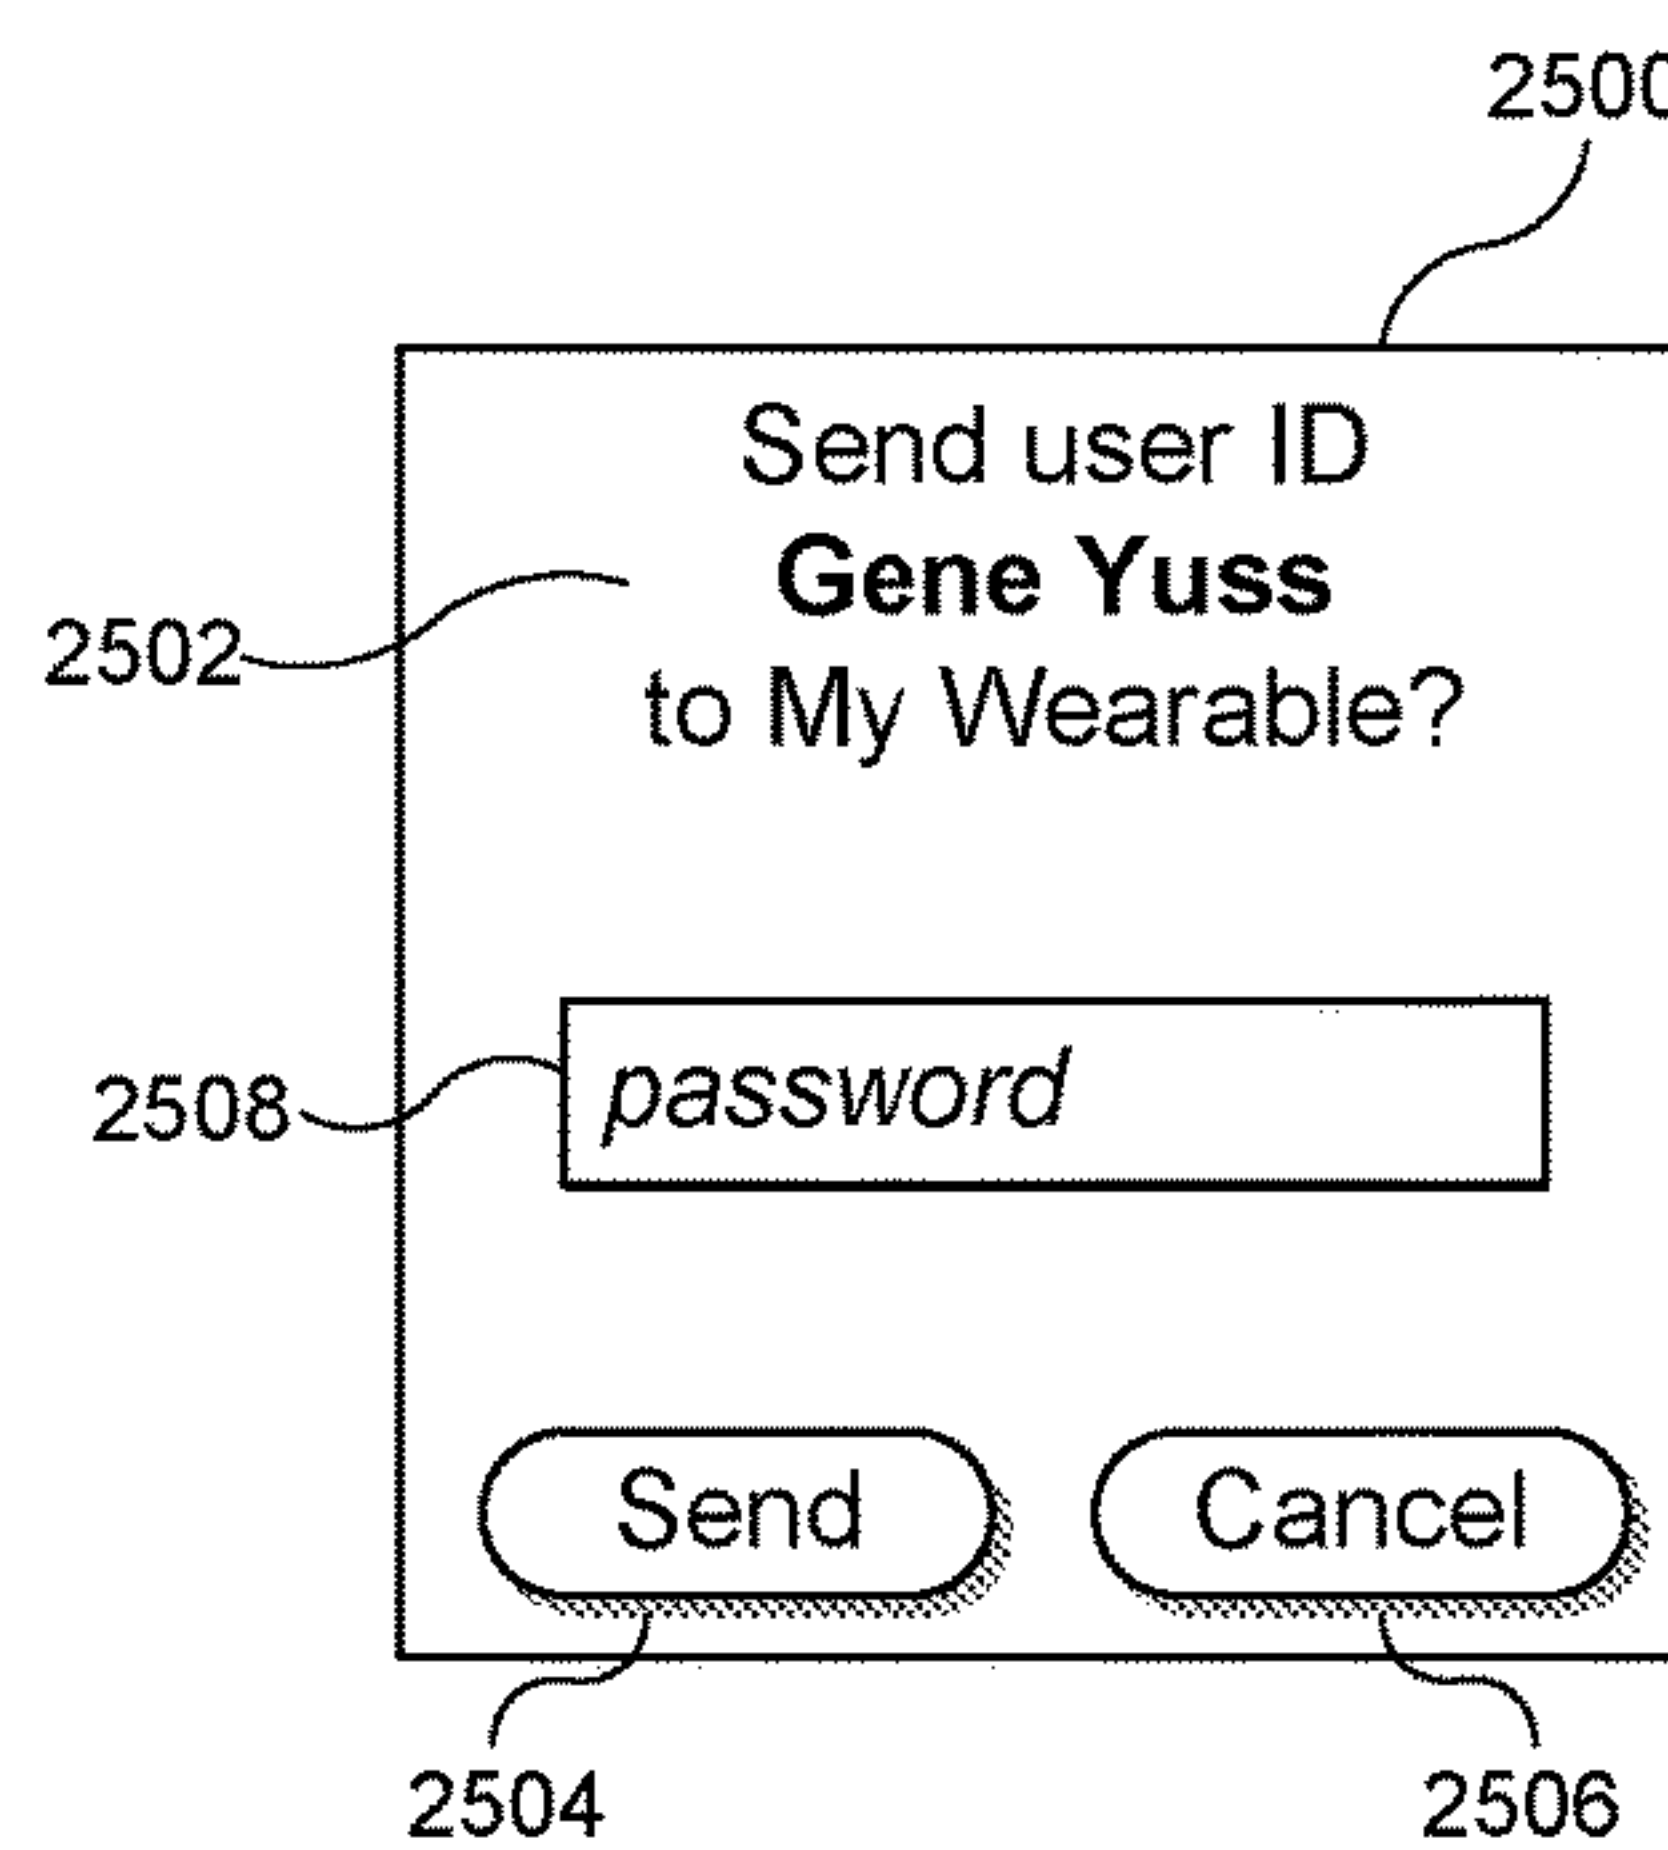 2500
Send user ID
Gene Yuss
2502
to My Wearable?
password
2508
Send
Cancel
2504
2506